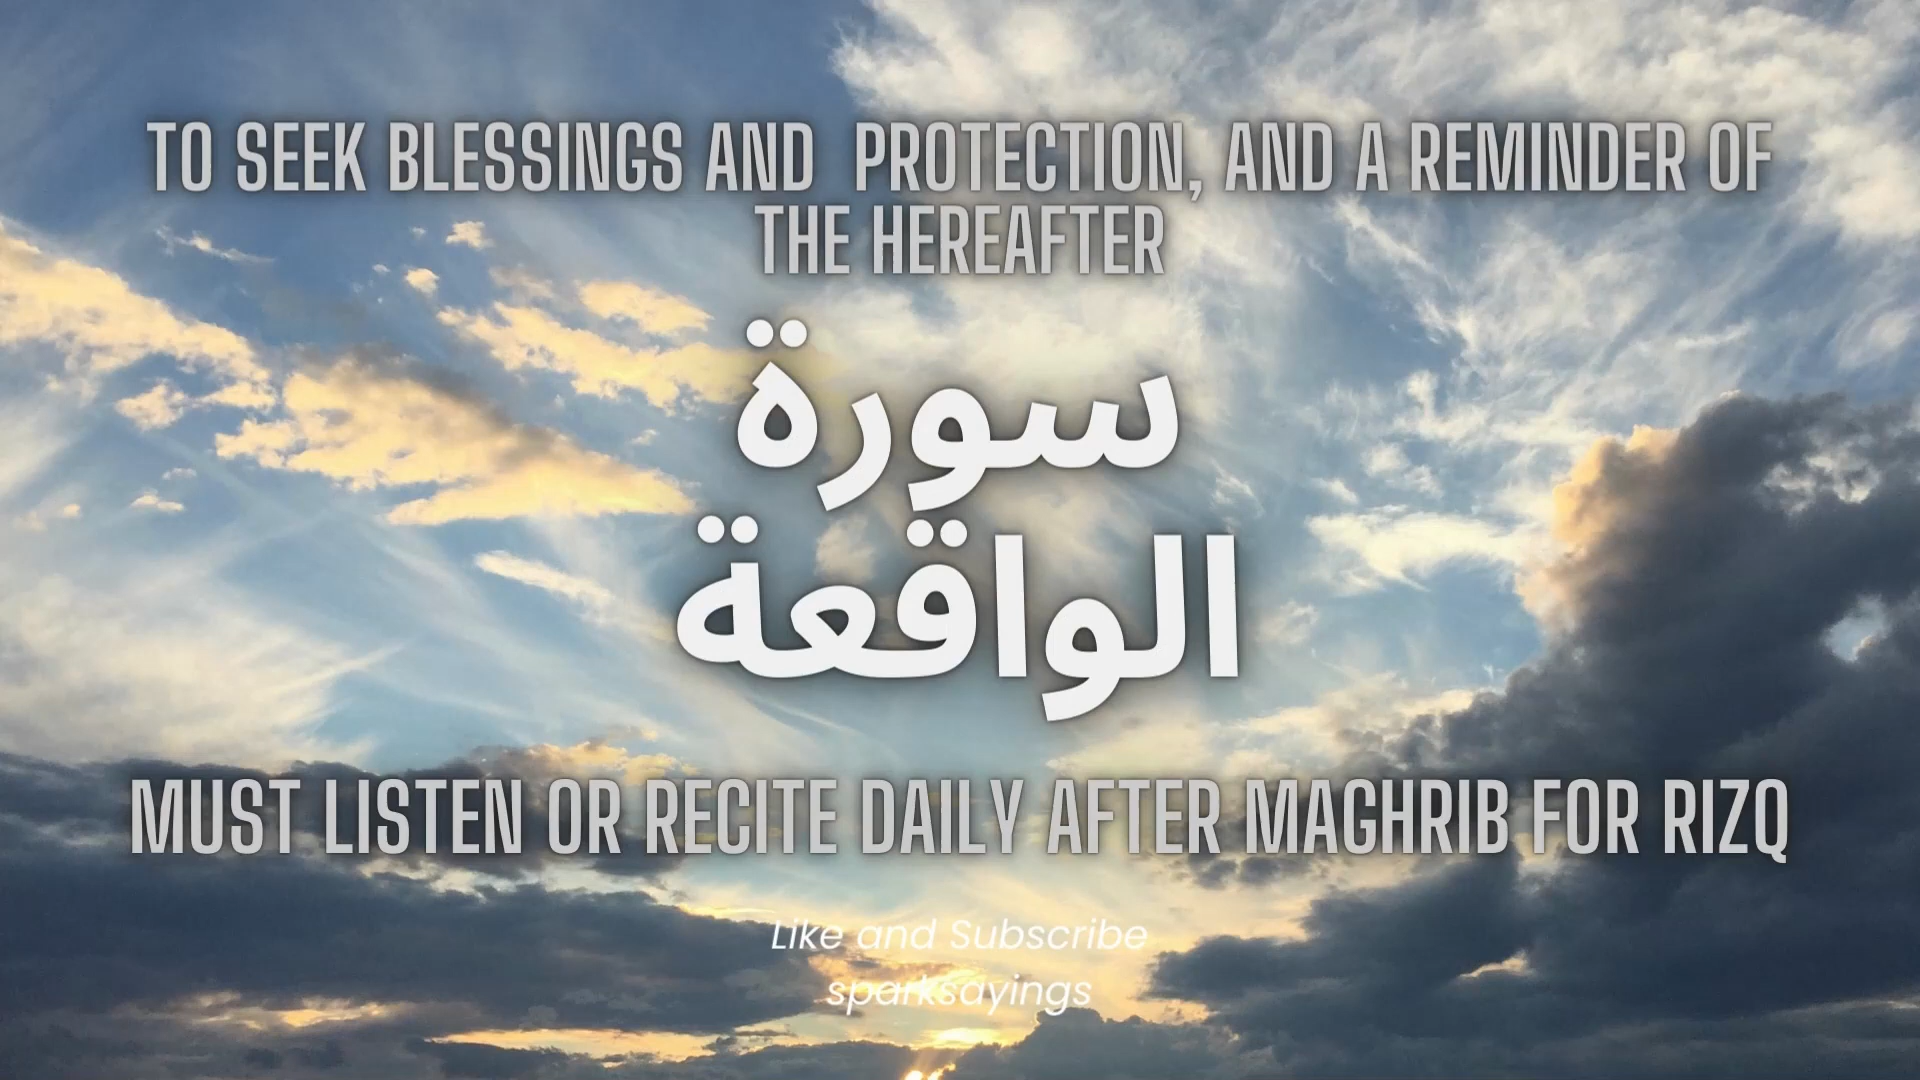 TO SEEK BLESSINGS AND PROTECTION, AND A REMINDER OF
THE HEREAFTER
سورة
الواقعة
MUST LISTEN OR RECITE DAILY AFTER MAGHRIB FOR RIZQ
Like and Subscribe
sparksayings